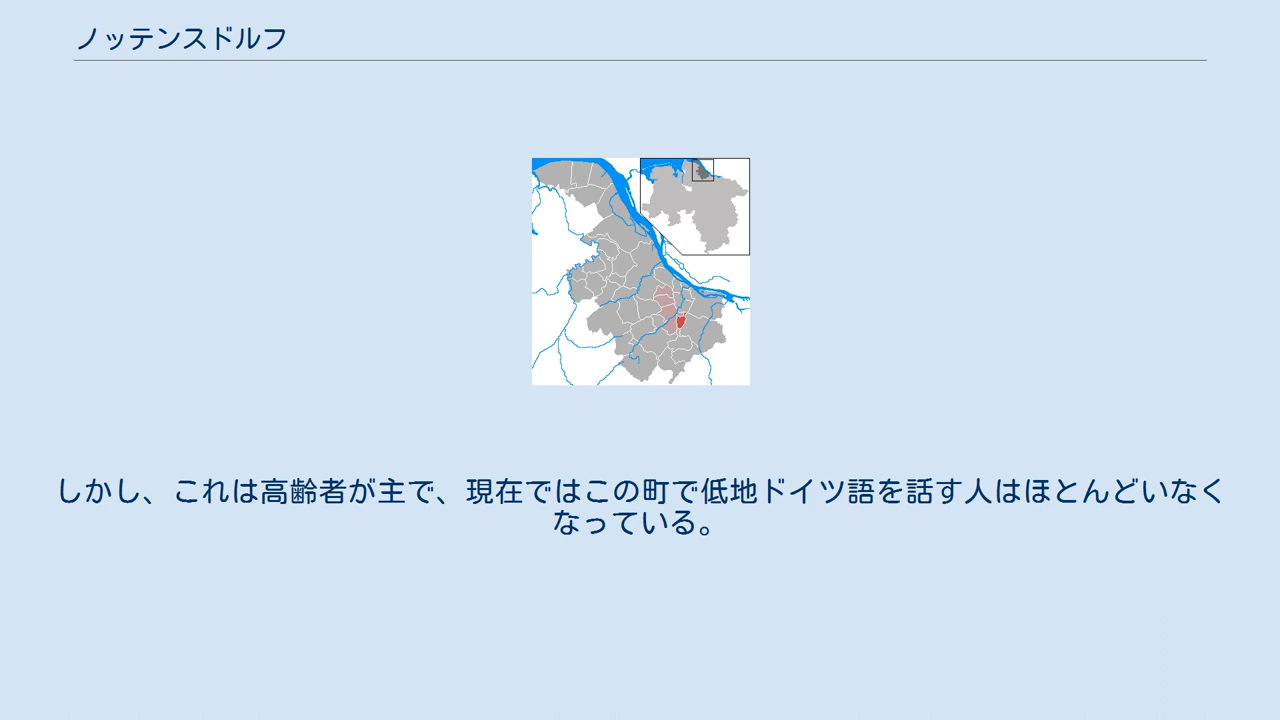 ノッテンスドルフ
しかし、これは高齢者が主で、現在ではこの町で低地ドイツ語を話す人はほとんどいなく
なっている。